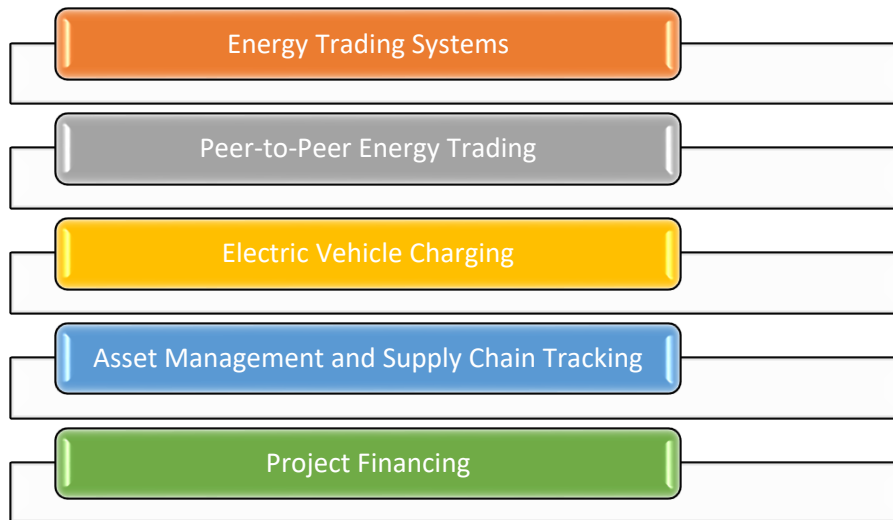 Energy Trading Systems
Peer-to-Peer Energy Trading
Electric Vehicle Charging
Asset Management and Supply Chain Tracking
Project Financing